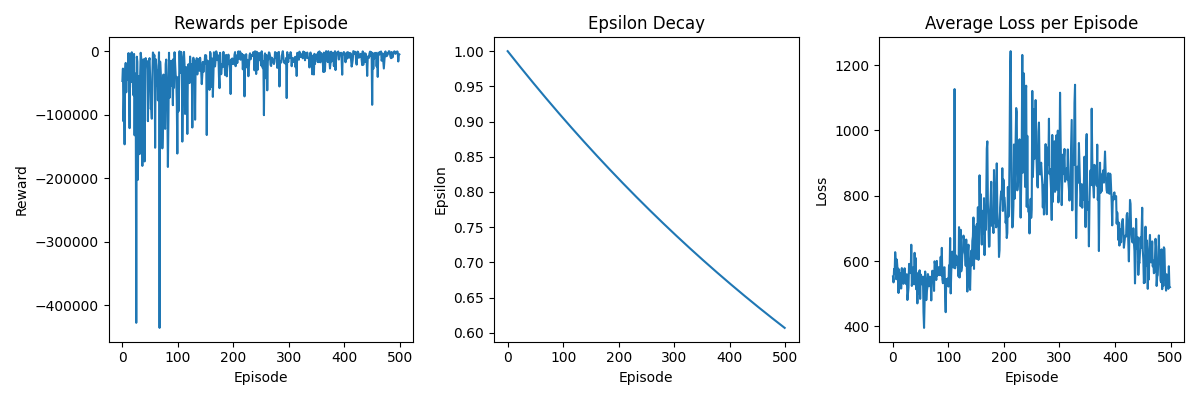 Rewards per Episode
Reward
0
−100000
−200000
−300000
−400000
0 100 200 300 400 500
Episode
Epsilon Decay
Epsilon
1.00
0.95
0.90
0.85
0.80
0.75
0.70
0.65
0.60
0 100 200 300 400 500
Episode
Average Loss per Episode
Loss
1200
1000
800
600
400
0 100 200 300 400 500
Episode